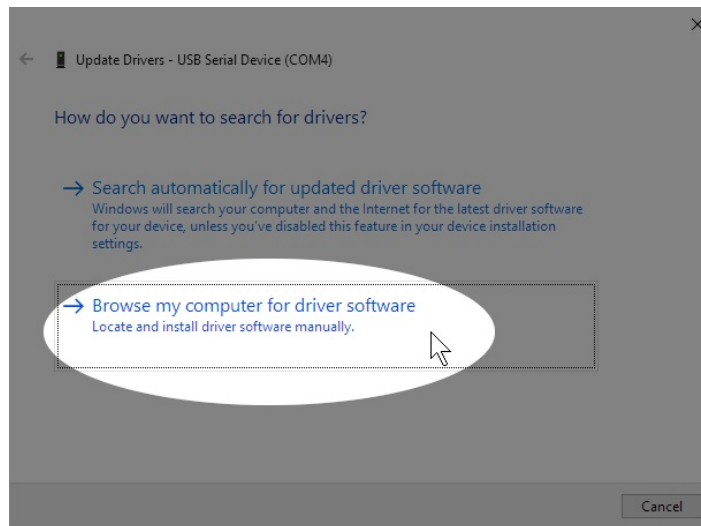 Update Drivers - USB Serial Device (COM4)
How do you want to search for drivers?
Search automatically for updated driver software
Windows will search your computer and the Internet for the latest driver software
for your device, unless you've disabled this feature in your device installation
settings.
Browse my computer for driver software
Locate and install driver software manually.
Cancel